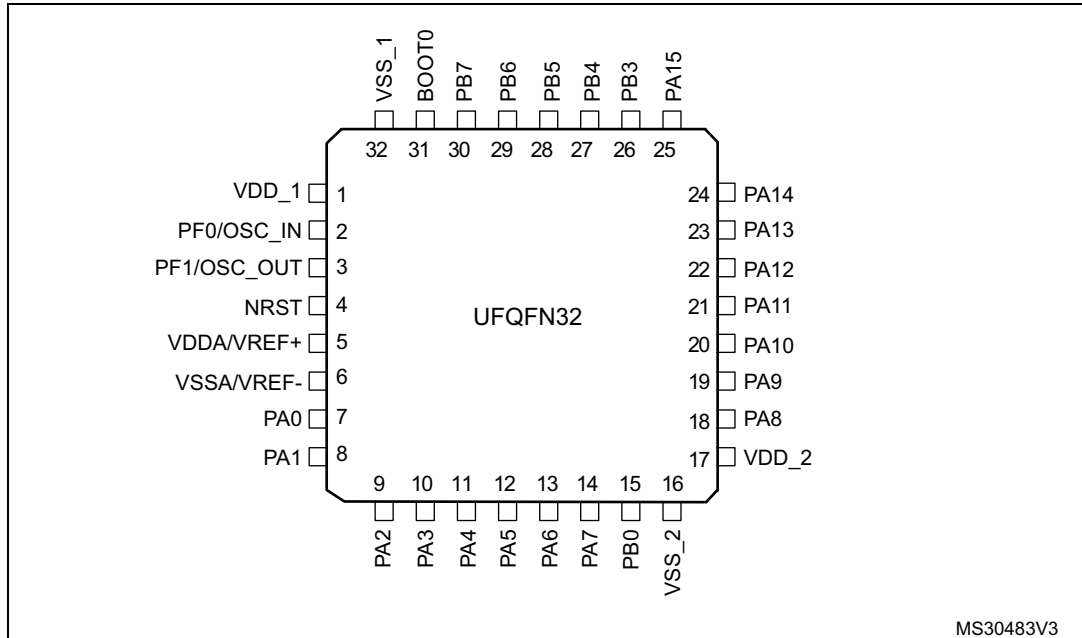 VSS_1
BOOT0
PB7
PB6
PB5
PB4
PB3
PA15
32 31 30 29 28 27 26 25
VDD_1 1
PF0/OSC_IN 2
PF1/OSC_OUT 3
NRST 4
VDDA/VREF+ 5
VSSA/VREF- 6
PA0 7
PA1 8
UFQFN32
24 PA14
23 PA13
22 PA12
21 PA11
20 PA10
19 PA9
18 PA8
17 VDD_2
9 10 11 12 13 14 15 16
PA2
PA3
PA4
PA5
PA6
PA7
PB0
VSS_2
MS30483V3